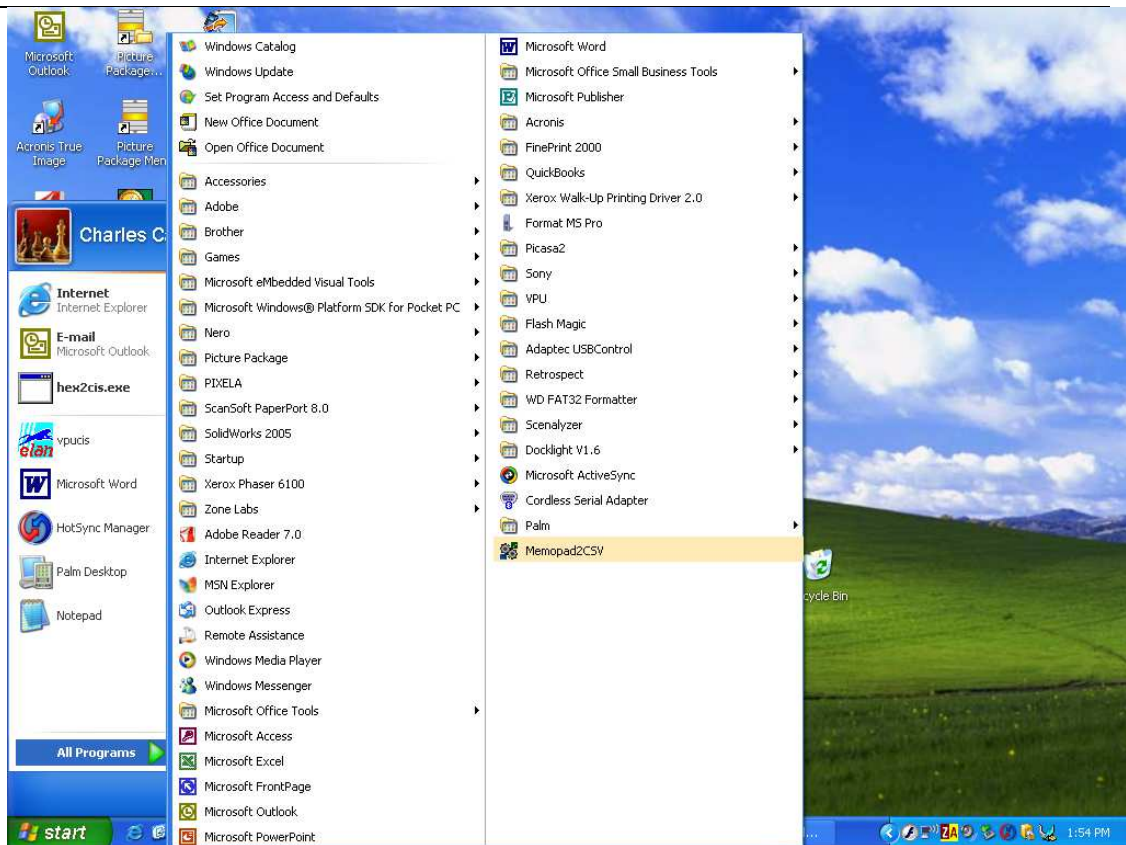 Microsoft
Outlook
Picture
Package...
Acronis True
Image
Picture
Package Men
Charles C
Internet
Internet Explorer
E-mail
Microsoft Outlook
hex2cis.exe
elan
vpucis
Microsoft Word
HotSync Manager
Palm Desktop
Notepad
All Programs
start
Windows Catalog
Windows Update
Set Program Access and Defaults
New Office Document
Open Office Document
Accessories
Adobe
Brother
Games
Microsoft eMbedded Visual Tools
Microsoft Windows® Platform SDK for Pocket PC
Nero
Picture Package
PIXELA
ScanSoft PaperPort 8.0
SolidWorks 2005
Startup
Xerox Phaser 6100
Zone Labs
Adobe Reader 7.0
Internet Explorer
MSN Explorer
Outlook Express
Remote Assistance
Windows Media Player
Windows Messenger
Microsoft Office Tools
Microsoft Access
Microsoft Excel
Microsoft FrontPage
Microsoft Outlook
Microsoft PowerPoint
Microsoft Word
Microsoft Office Small Business Tools
Microsoft Publisher
Acronis
FinePrint 2000
QuickBooks
Xerox Walk-Up Printing Driver 2.0
Format MS Pro
Picasa2
Sony
VPU
Flash Magic
Adaptec USBControl
Retrospect
WD FAT32 Formatter
Scenalyzer
Docklight V1.6
Microsoft ActiveSync
Cordless Serial Adapter
Palm
Memopad2CSV
cycle Bin
...
ZA
1:54 PM